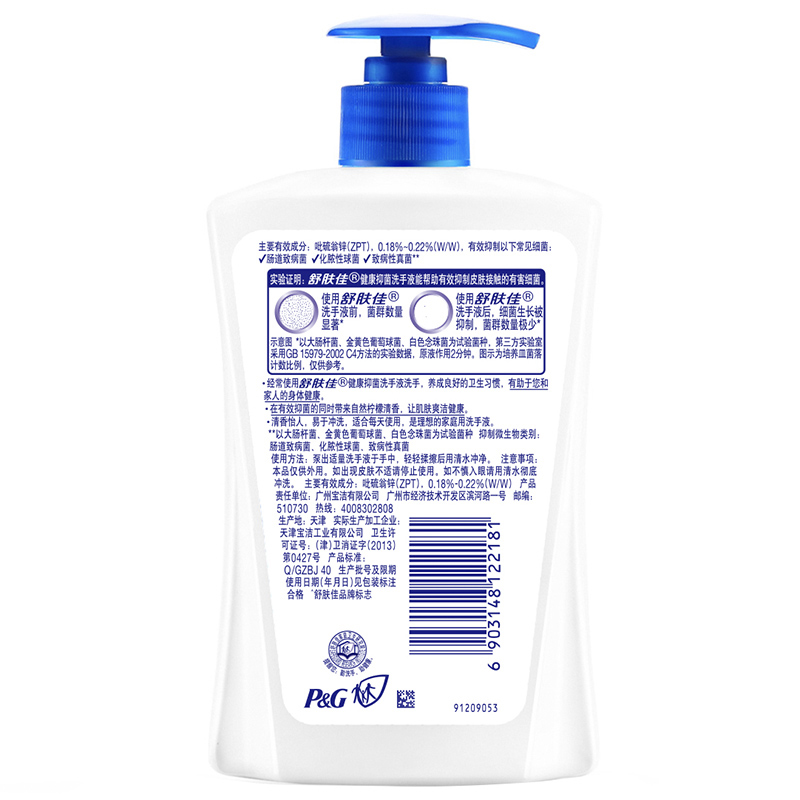 主要有效成分：吡硫翁锌(ZPT)，0.18%~0.22%(W/W)，有效抑制以下常见细菌：
✓肠道致病菌 ✓化脓性球菌 ✓致病性真菌**
实验证明：舒肤佳®健康抑菌洗手液能帮助有效抑制皮肤接触的有害细菌。
使用舒肤佳®
洗手液前，菌群数量
显著*
使用舒肤佳®
洗手液后，细菌生长被
抑制，菌群数量极少*
示意图 *以大肠杆菌、金黄色葡萄球菌、白色念珠菌为试验菌种，第三方实验室
采用GB 15979-2002 C4方法的实验数据，原液作用2分钟。图示为培养皿菌落
计数比例，仅供参考。
·经常使用舒肤佳®健康抑菌洗手液洗手，养成良好的卫生习惯，有助于您和
家人的身体健康。
·在有效抑菌的同时带来自然柠檬清香，让肌肤爽洁健康。
·清香怡人，易于冲洗，适合每天使用，是理想的家庭用洗手液。
**以大肠杆菌、金黄色葡萄球菌、白色念珠菌为试验菌种 抑制微生物类别：
肠道致病菌、化脓性球菌、致病性真菌
使用方法：泵出适量洗手液于手中，轻轻揉擦后用清水冲净。 注意事项：
本品仅供外用。如出现皮肤不适请停止使用。如不慎入眼请用清水彻底
冲洗。 主要有效成分：吡硫翁锌(ZPT)，0.18%-0.22%(W/W) 产品
责任单位：广州宝洁有限公司 广州市经济技术开发区滨河路一号 邮编：
510730 热线：4008302808
生产地：天津 实际生产加工企业：
天津宝洁工业有限公司 卫生许
可证号：(津)卫消证字(2013)
第0427号 产品标准：
Q/GZBJ 40 生产批号及限期
使用日期(年月日)见包装标注
合格 *舒肤佳品牌标志
6 903148 122181
P&G
91209053